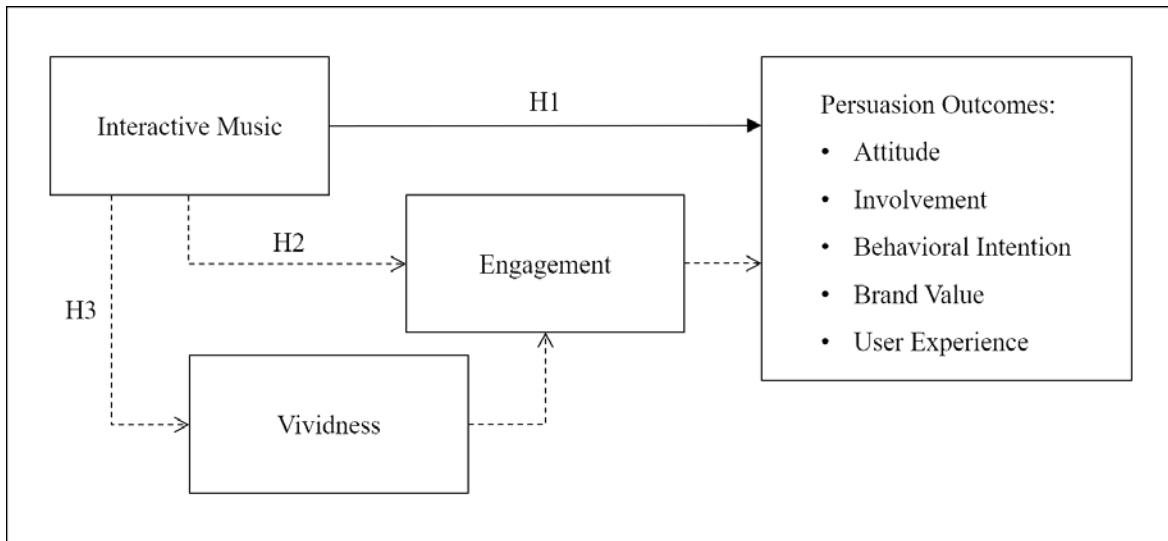 Interactive Music
H1
Persuasion Outcomes:
• Attitude
• Involvement
• Behavioral Intention
• Brand Value
• User Experience
H2
Engagement
H3
Vividness